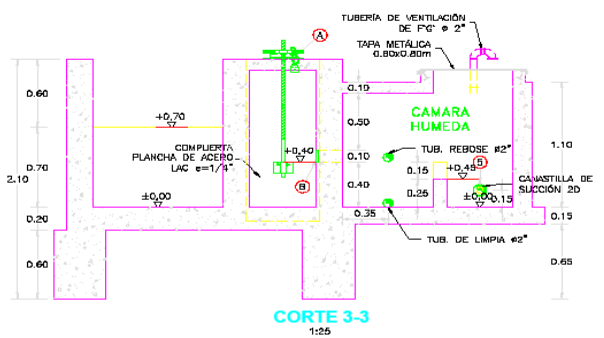 TUBERÍA DE VENTILACIÓN
DE F°G° ø 2"
A
TAPA METÁLICA
0.80x0.80m
0.60
0.10
+0,70
CAMARA
HUMEDA
0.50
1.10
COMPUERTA
PLANCHA DE ACERO
LAC e=1/4"
+0,40
TUB. REBOSE ø2"
0.10
5
0.70
2.10
0.15
+0,45
B
0.40
CANASTILLA DE
SUCCIÓN 2D
0.25
±0,00
±0,00
0.15
0.20
0.35
0.15
TUB. DE LIMPIA ø2"
0.60
0.65
CORTE 3-3
1:25